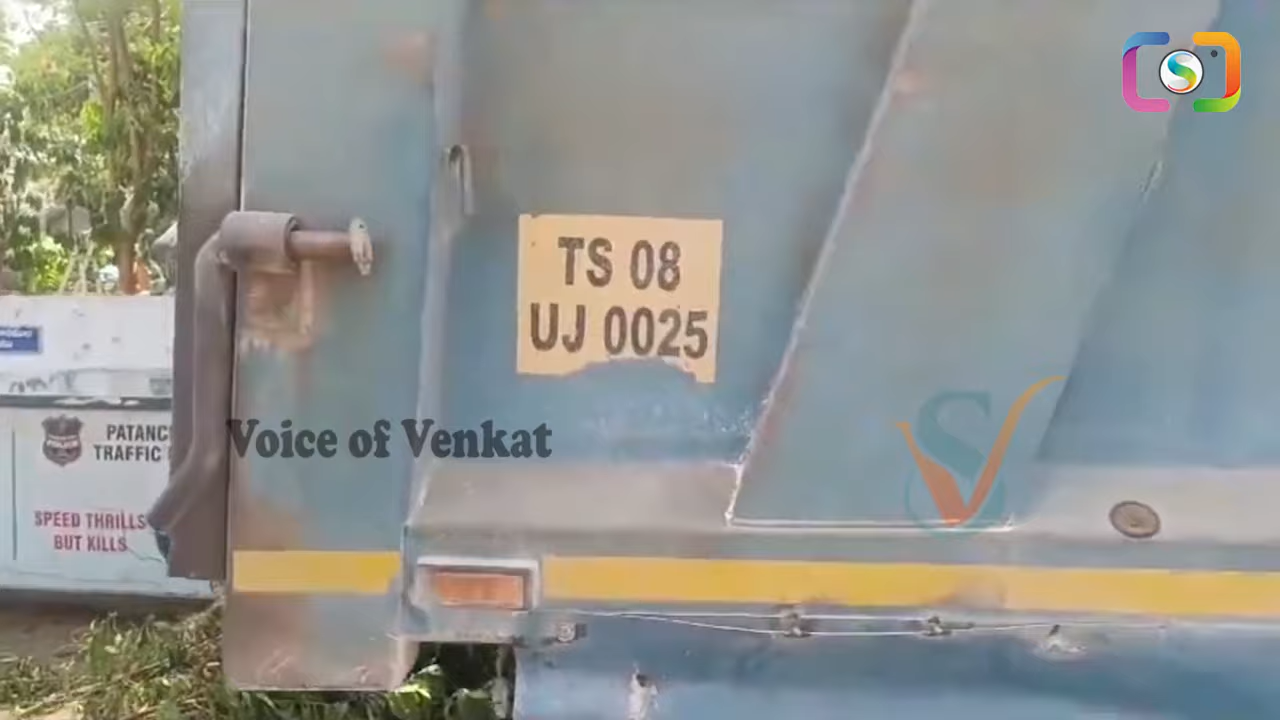 TS 08
UJ 0025
Voice of Venkat
PATANC
TRAFFIC
SPEED THRILLS
BUT KILLS